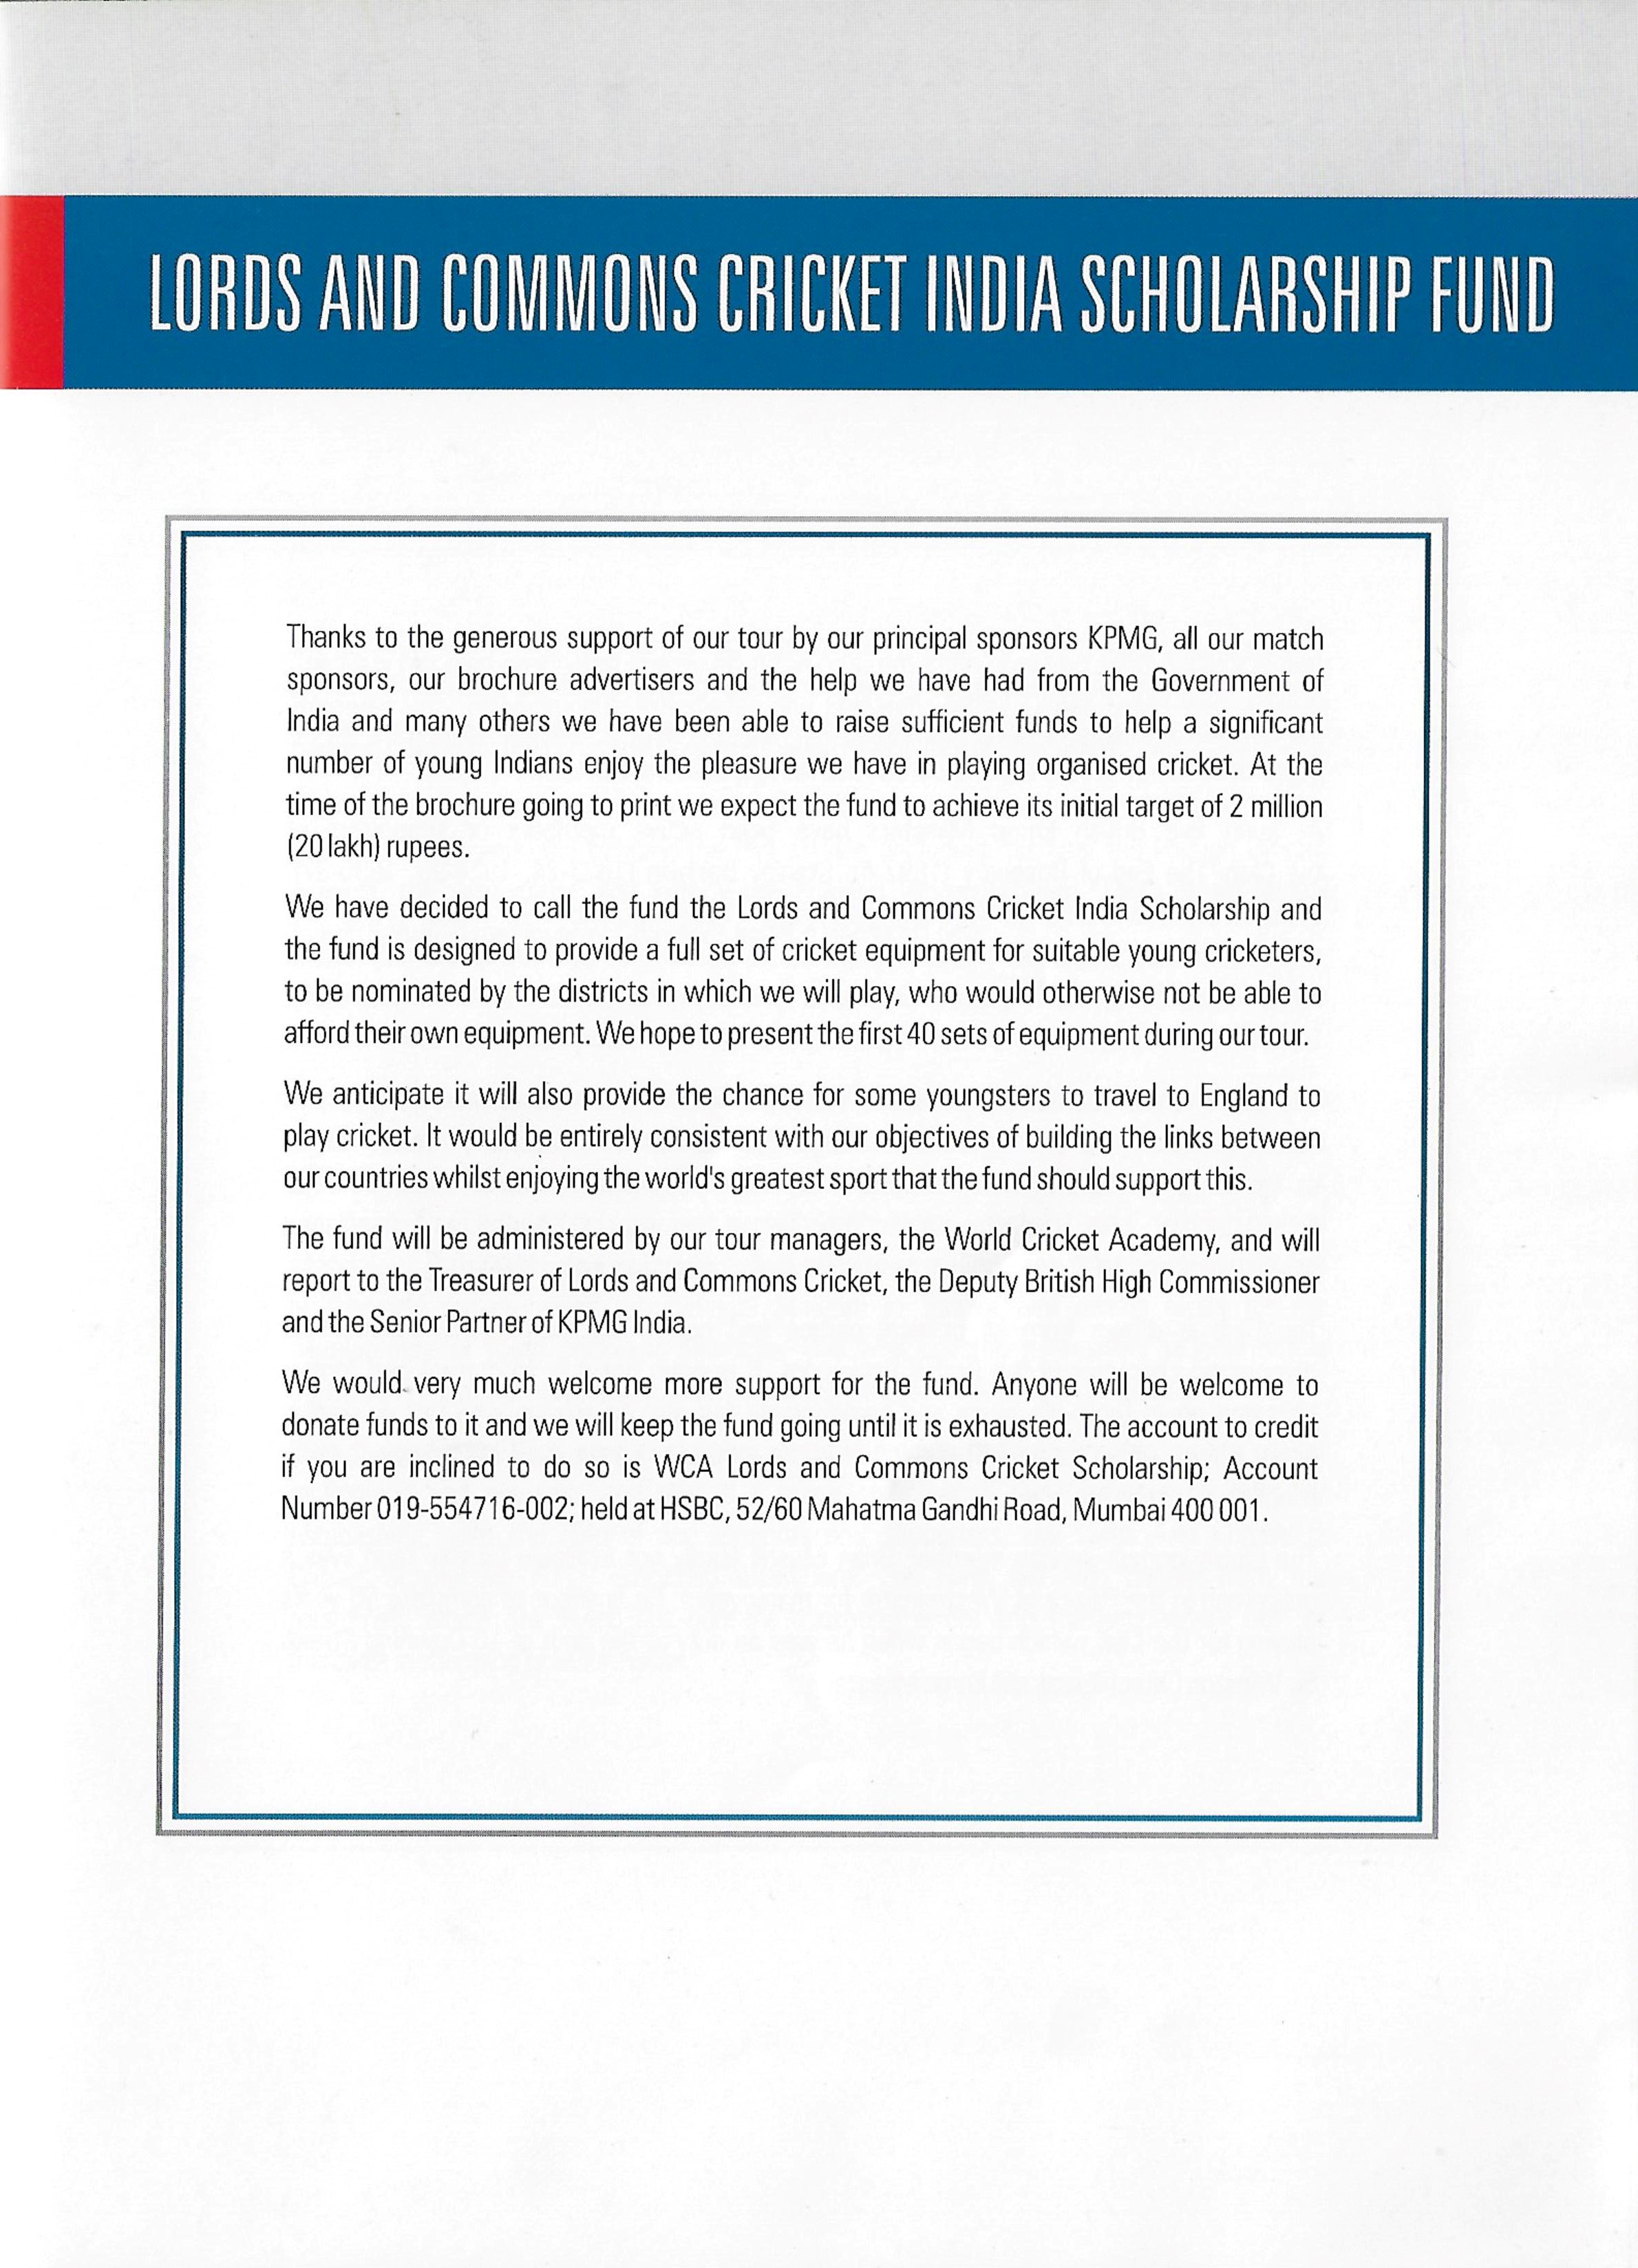 LORDS AND COMMONS CRICKET INDIA SCHOLARSHIP FUND
Thanks to the generous support of our tour by our principal sponsors KPMG, all our match
sponsors, our brochure advertisers and the help we have had from the Government of
India and many others we have been able to raise sufficient funds to help a significant
number of young Indians enjoy the pleasure we have in playing organised cricket. At the
time of the brochure going to print we expect the fund to achieve its initial target of 2 million
(20 lakh) rupees.
We have decided to call the fund the Lords and Commons Cricket India Scholarship and
the fund is designed to provide a full set of cricket equipment for suitable young cricketers,
to be nominated by the districts in which we will play, who would otherwise not be able to
afford their own equipment. We hope to present the first 40 sets of equipment during our tour.
We anticipate it will also provide the chance for some youngsters to travel to England to
play cricket. It would be entirely consistent with our objectives of building the links between
our countries whilst enjoying the world's greatest sport that the fund should support this.
The fund will be administered by our tour managers, the World Cricket Academy, and will
report to the Treasurer of Lords and Commons Cricket, the Deputy British High Commissioner
and the Senior Partner of KPMG India.
We would very much welcome more support for the fund. Anyone will be welcome to
donate funds to it and we will keep the fund going until it is exhausted. The account to credit
if you are inclined to do so is WCA Lords and Commons Cricket Scholarship; Account
Number 019-554716-002; held at HSBC, 52/60 Mahatma Gandhi Road, Mumbai 400 001.